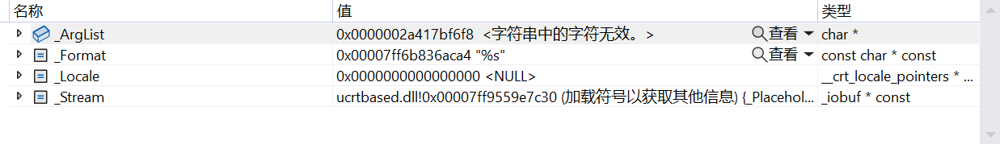 名称 值 类型
_ArgList 0x0000002a417bf6f8 <字符串中的字符无效。> 查看 char *
_Format 0x00007ff6b836aca4 "%s" 查看 const char * const
_Locale 0x0000000000000000 <NULL> __crt_locale_pointers * ...
_Stream ucrtbased.dll!0x00007ff9559e7c30 (加载符号以获取其他信息) {_Placehol... _iobuf * const